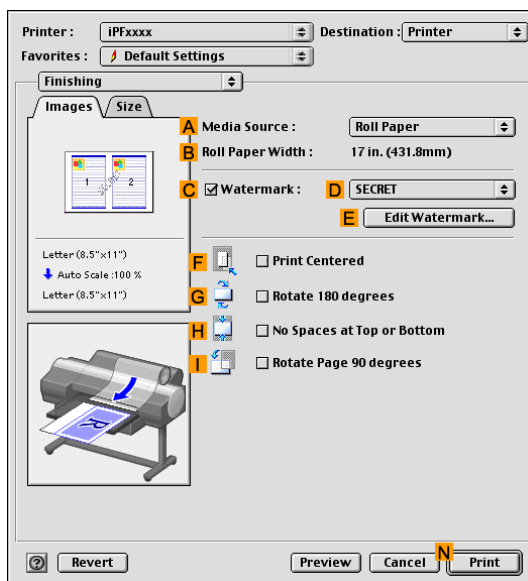 Printer : iPFxxxx Destination : Printer
Favorites : Default Settings
Finishing
Images Size
A Media Source : Roll Paper
B Roll Paper Width : 17 in. (431.8mm)
C Watermark : D SECRET
E Edit Watermark...
1 2
SECRET
Letter (8.5"x11")
Auto Scale :100 %
Letter (8.5"x11")
F Print Centered
G Rotate 180 degrees
H No Spaces at Top or Bottom
I Rotate Page 90 degrees
R
? Revert Preview Cancel N Print